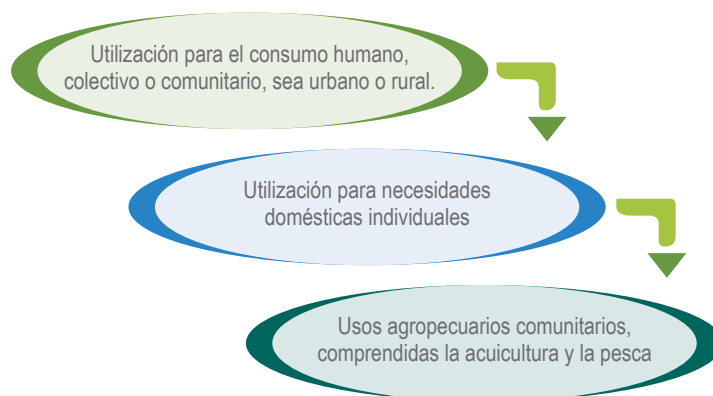 Utilización para el consumo humano,
colectivo o comunitario, sea urbano o rural.
Utilización para necesidades
domésticas individuales
Usos agropecuarios comunitarios,
comprendidas la acuicultura y la pesca